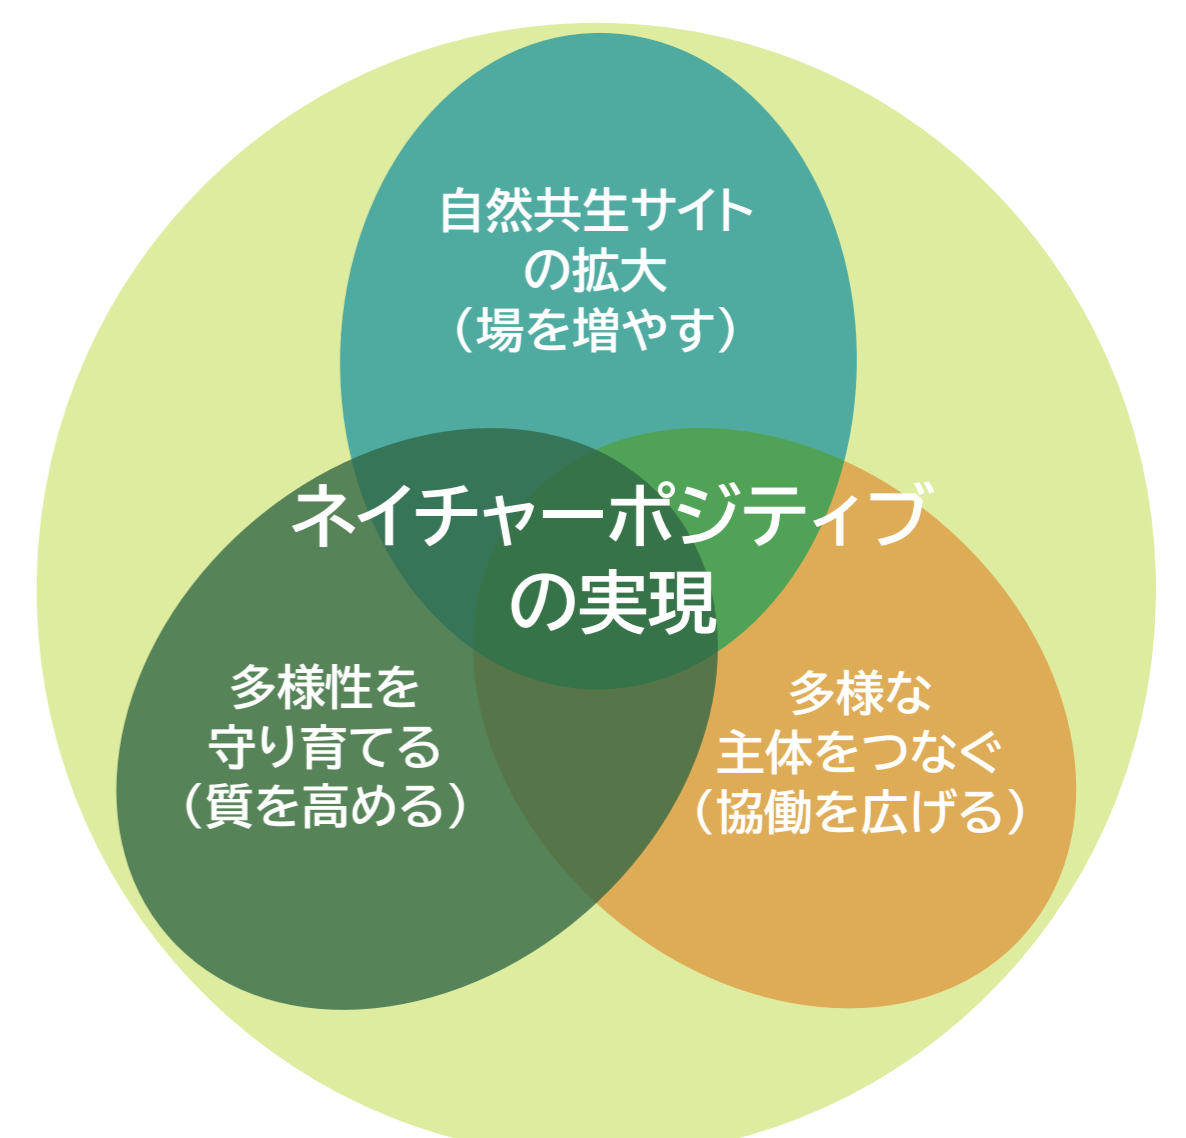 自然共生サイト
の拡大
（場を増やす）
ネイチャーポジティブ
の実現
多様性を
守り育てる
（質を高める）
多様な
主体をつなぐ
（協働を広げる）